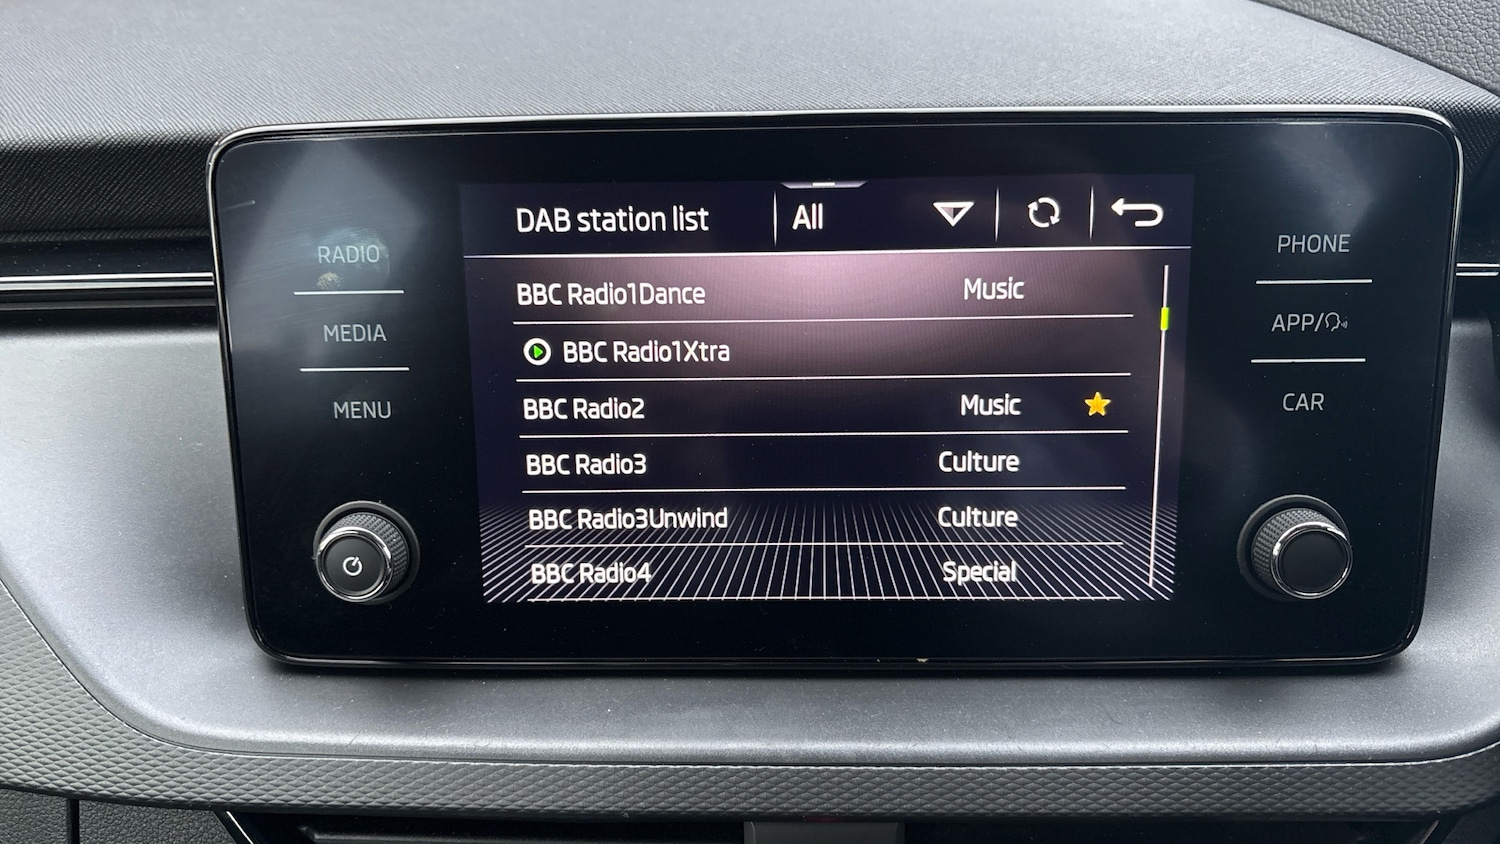 DAB station list All
RADIO
MEDIA
MENU
BBC Radio1Dance Music
BBC Radio1Xtra
BBC Radio2 Music
BBC Radio3 Culture
BBC Radio3Unwind Culture
BBC Radio4 Special
PHONE
APP/
CAR